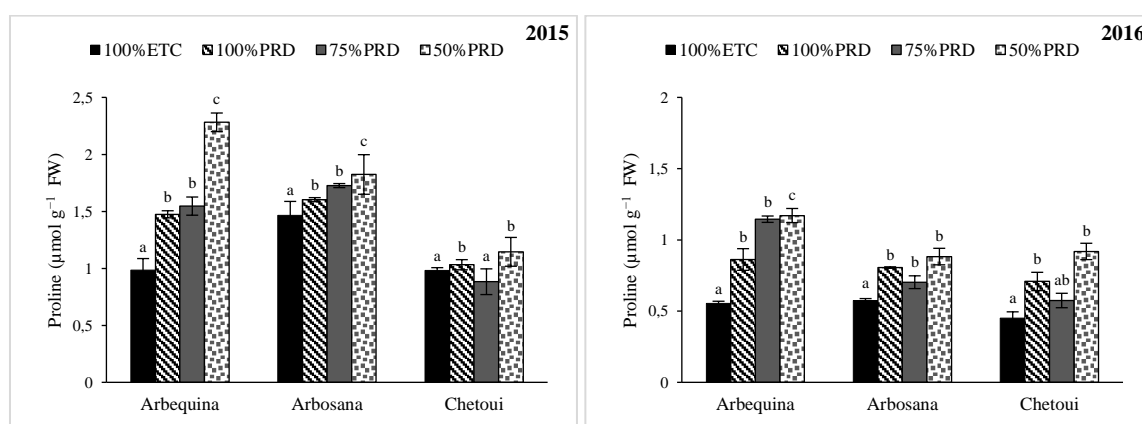 2015
100%ETC 100%PRD 75%PRD 50%PRD
Proline (µmol g⁻¹ FW)
2,5
2
1,5
1
0,5
0
a b b c
a b b c
a b a b
Arbequina Arbosana Chetoui
2016
100%ETC 100%PRD 75%PRD 50%PRD
Proline (µmol g⁻¹ FW)
2
1,5
1
0,5
0
a b b c
a b b b
a b ab b
Arbequina Arbosana Chetoui